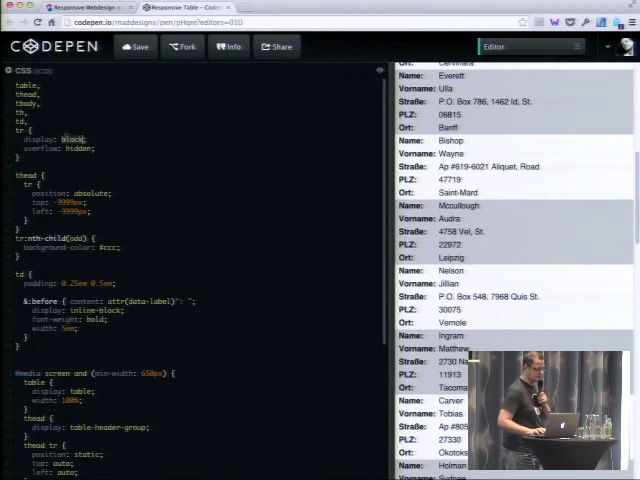 Responsive Webdesign
Responsive Table - Codep
codepen.io/maddesigns/pen/pHqnt?editors=010
CODEPEN
Save
Fork
Info
Share
Editor
CSS (SCSS)
table,
thead,
tbody,
th,
td,
tr {
display: block;
overflow: hidden;
}
thead {
tr {
position: absolute;
top: -9999px;
left: -9999px;
}
}
tr:nth-child(odd) {
background-color: #ccc;
}
td {
padding: 0.25em 0.5em;
&:before { content: attr(data-label)": ";
display: inline-block;
font-weight: bold;
width: 5em;
}
}
@media screen and (min-width: 650px) {
table {
display: table;
width: 100%;
}
thead {
display: table-header-group;
}
thead tr {
position: static;
top: auto;
left: auto;
Ort: Cervinara
Name: Everett
Vorname: Ulla
Straße: P.O. Box 786, 1462 Id, St.
PLZ: 06815
Ort: Banff
Name: Bishop
Vorname: Wayne
Straße: Ap #619-6021 Aliquet, Road
PLZ: 47719
Ort: Saint-Mard
Name: Mccullough
Vorname: Audra
Straße: 4758 Vel, St.
PLZ: 22972
Ort: Leipzig
Name: Nelson
Vorname: Jillian
Straße: P.O. Box 548, 7968 Quis St.
PLZ: 30075
Ort: Vernole
Name: Ingram
Vorname: Matthew
Straße: 2730 Na
PLZ: 11913
Ort: Tacoma
Name: Carver
Vorname: Tobias
Straße: Ap #805
PLZ: 27330
Ort: Okotoks
Name: Holman
Vorname: Sydnee